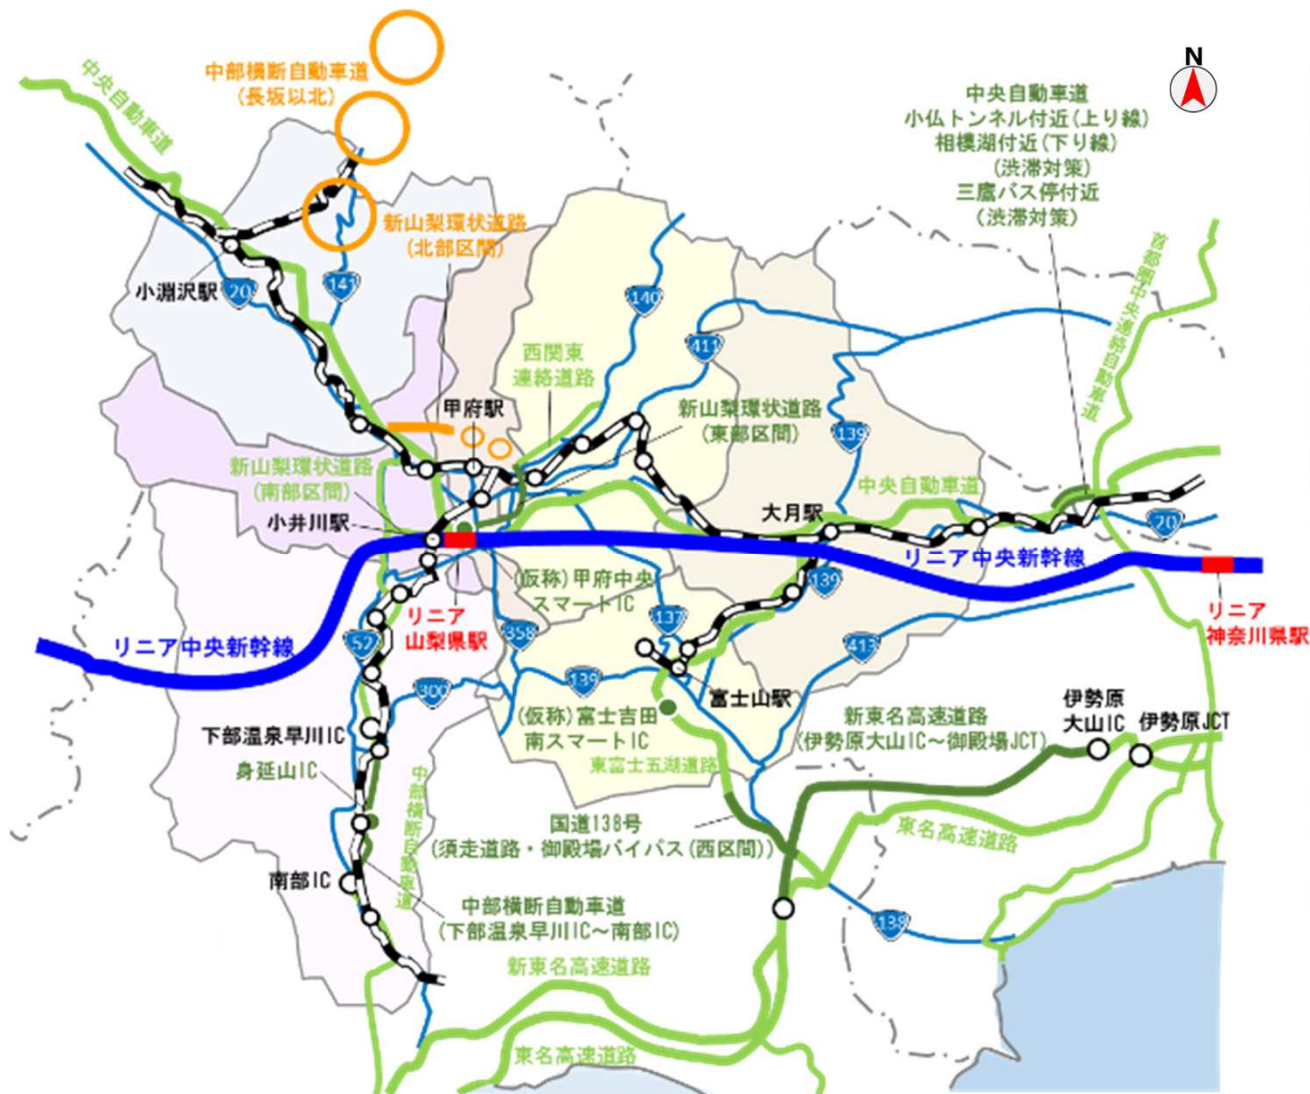 N
中部横断自動車道
(長坂以北)
中央自動車道
中央自動車道
小仏トンネル付近(上り線)
相模湖付近(下り線)
(渋滞対策)
三鷹バス停付近
(渋滞対策)
新山梨環状道路
(北部区間)
首都圏中央連絡自動車道
小淵沢駅
20
141
140
411
西関東
連絡道路
甲府駅
新山梨環状道路
(東部区間)
139
新山梨環状道路
(南部区間)
中央自動車道
小井川駅
大月駅
20
リニア中央新幹線
(仮称)甲府中央
スマートIC
139
リニア
山梨県駅
リニア
神奈川県駅
137
358
52
413
リニア中央新幹線
300
139
富士山駅
(仮称)富士吉田
南スマートIC
新東名高速道路
(伊勢原大山IC～御殿場JCT)
伊勢原
大山IC
伊勢原JCT
下部温泉早川IC
東富士五湖道路
身延山IC
中部横断自動車道
国道138号
(須走道路・御殿場バイパス(西区間))
東名高速道路
南部IC
中部横断自動車道
(下部温泉早川IC～南部IC)
138
新東名高速道路
東名高速道路